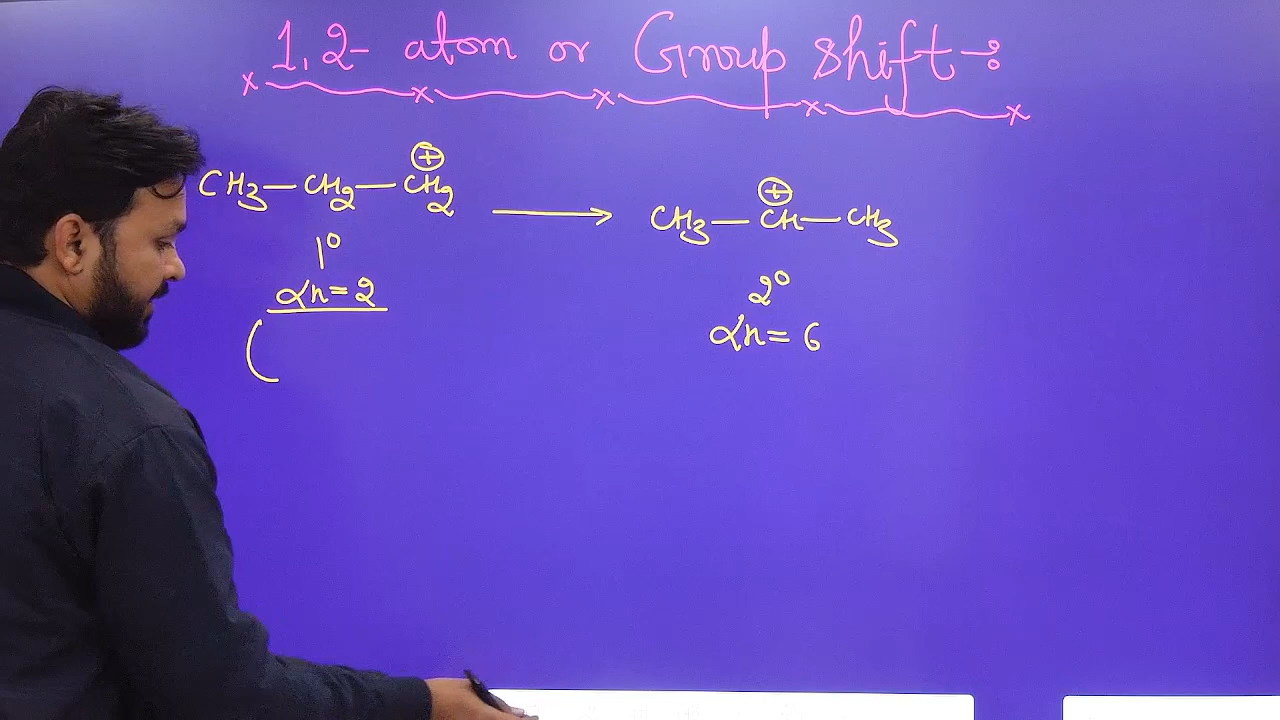 1,2- atom or Group shift-:
CH3—CH2—CH2 ⊕ ⟶ CH3—CH—CH3 ⊕
1° 2°
αH=2 αH=6
(